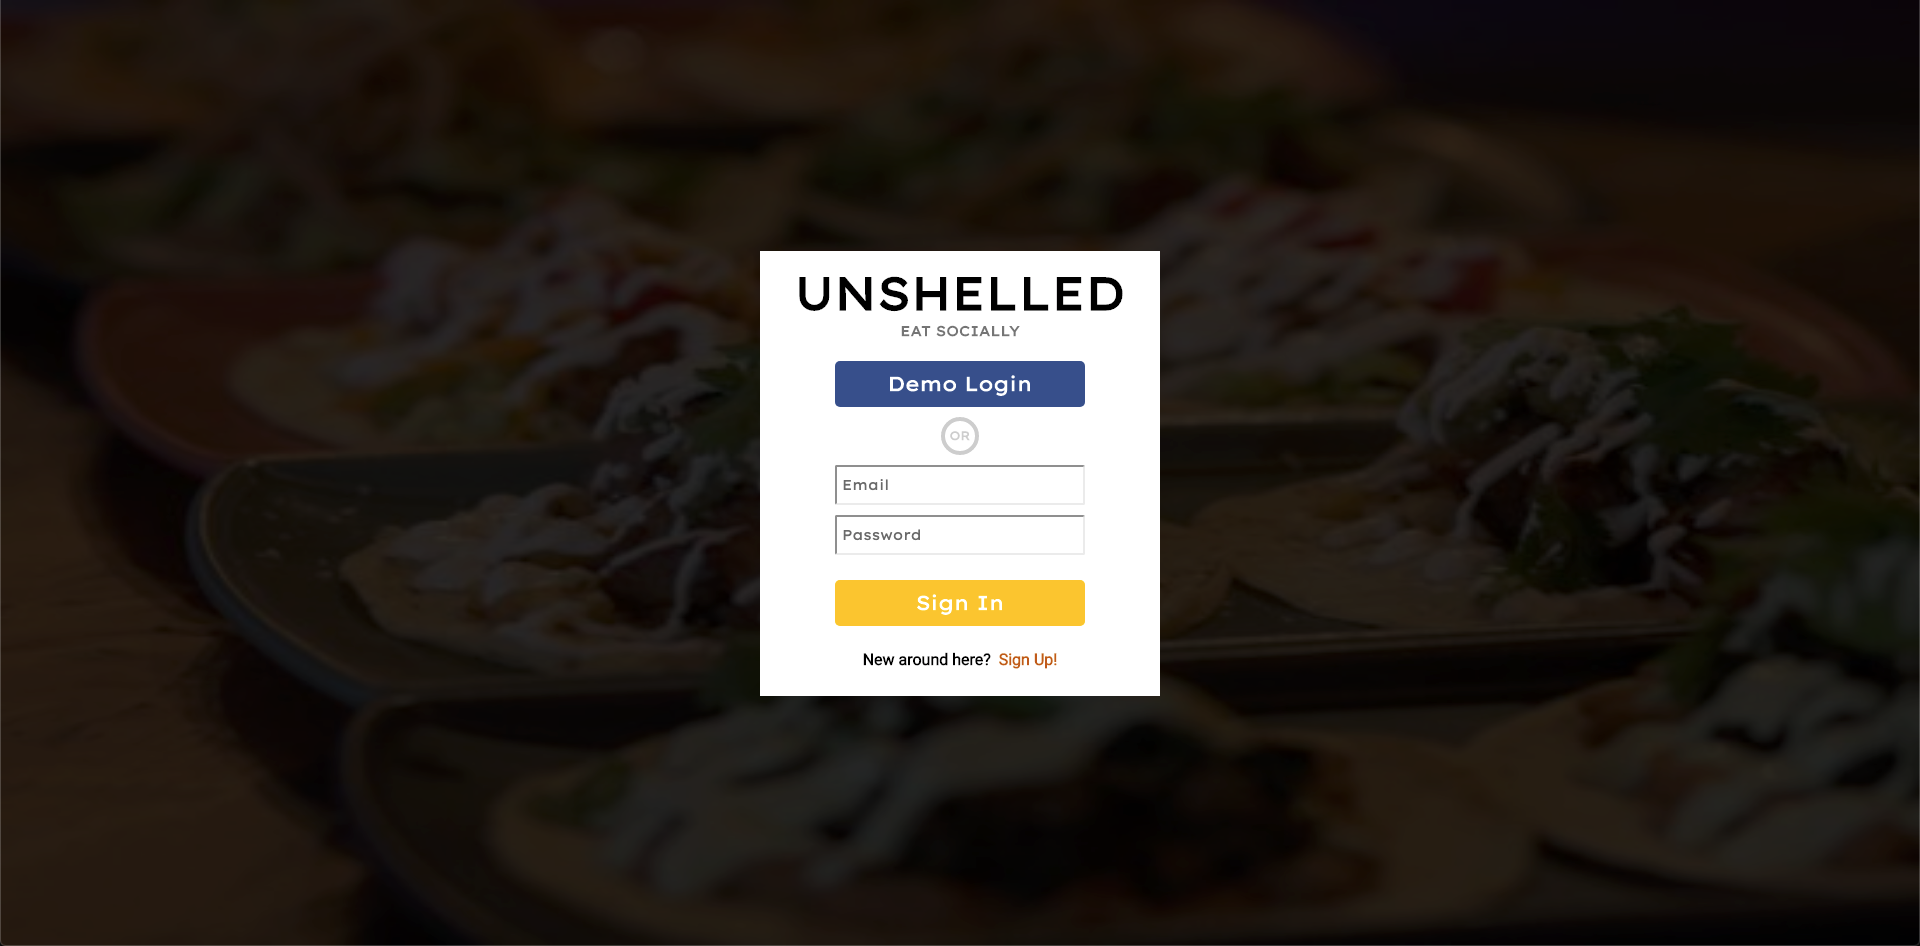 UNSHELLED
EAT SOCIALLY
Demo Login
OR
Email
Password
Sign In
New around here? Sign Up!